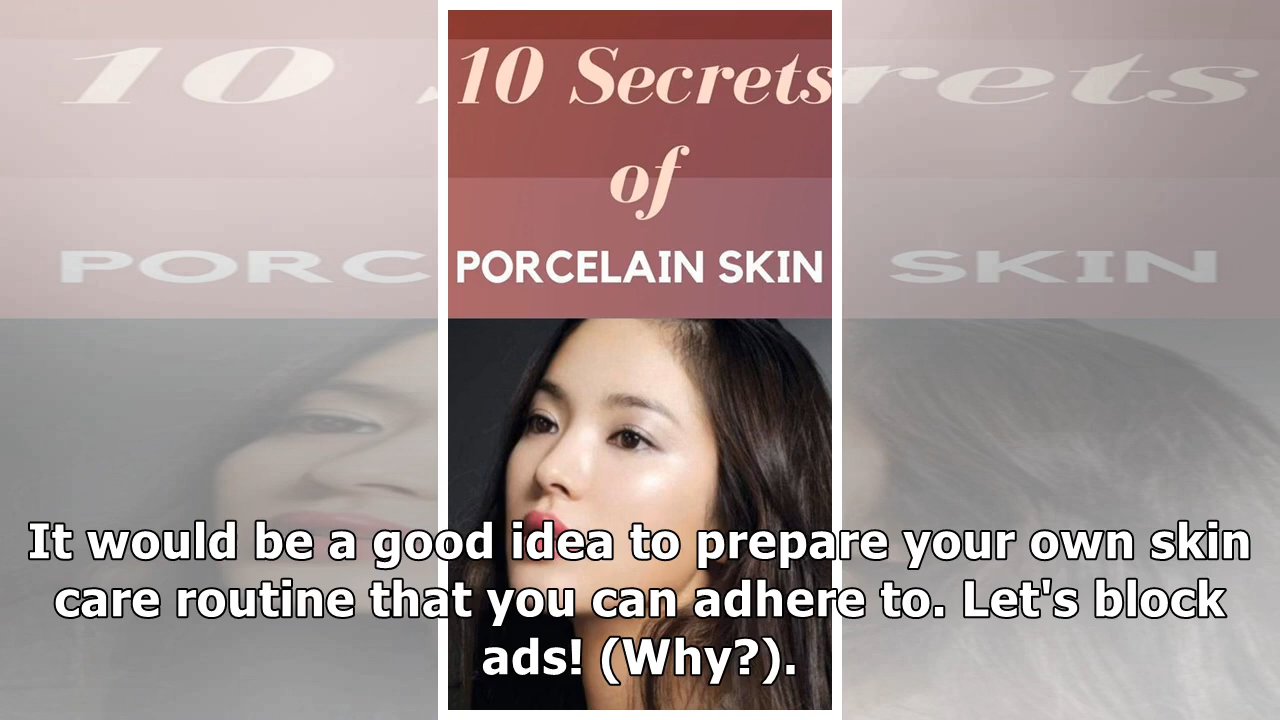 10 Secrets
of
PORCELAIN SKIN
It would be a good idea to prepare your own skin
care routine that you can adhere to. Let's block
ads! (Why?).